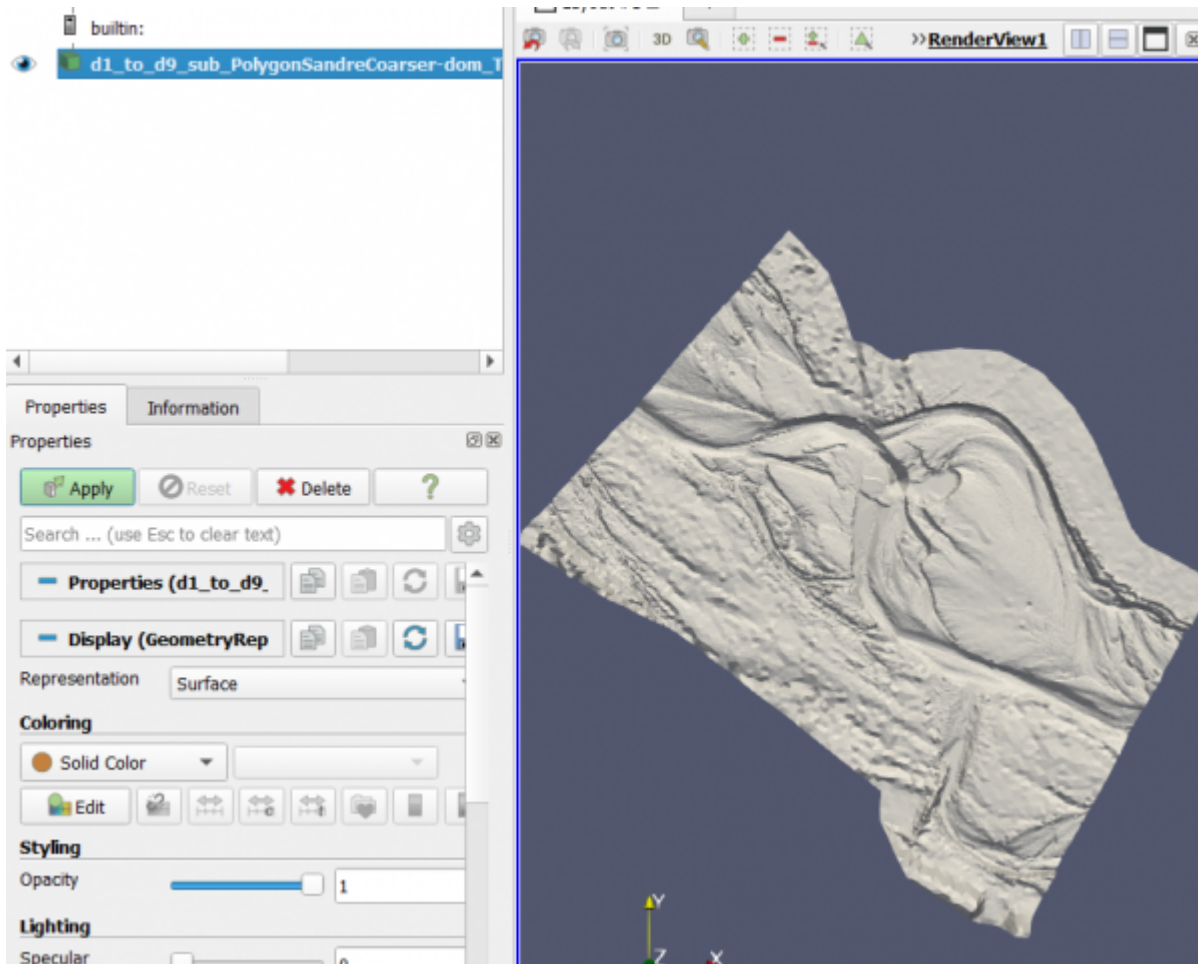 builtin:
d1_to_d9_sub_PolygonSandreCoarser-dom_T
3D
»RenderView1
Properties
Information
Properties
Apply
Reset
Delete
?
Search ... (use Esc to clear text)
Properties (d1_to_d9_
Display (GeometryRep
Representation
Surface
Coloring
Solid Color
Edit
Styling
Opacity
1
Lighting
Specular
0
Y
Z
X